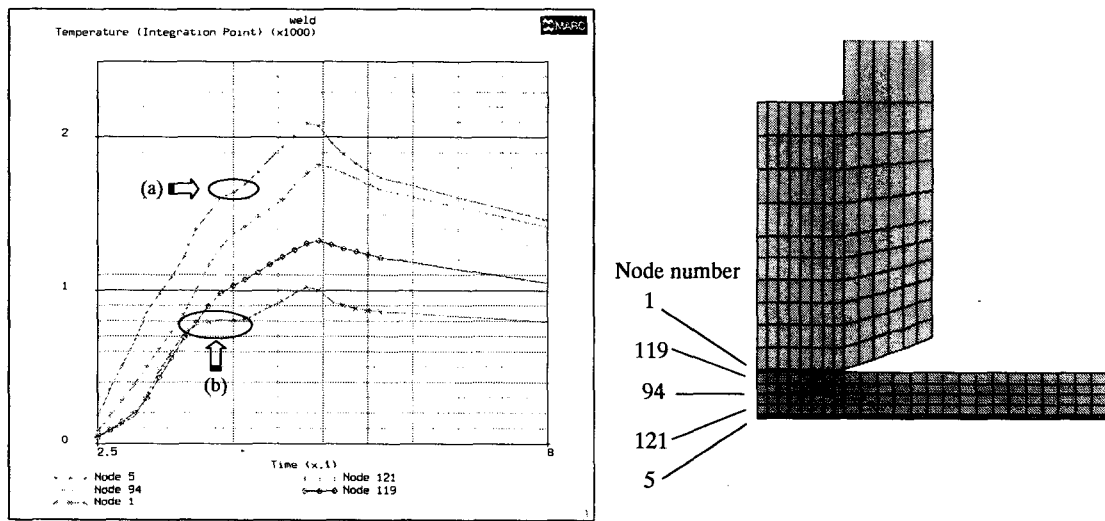 weld
Temperature (Integration Point) (x1000)
MARC
2
(a)
1
(b)
0
2.5
8
Time (x.1)
Node 5
Node 94
Node 1
Node 121
Node 119
1
Node number
1
119
94
121
5